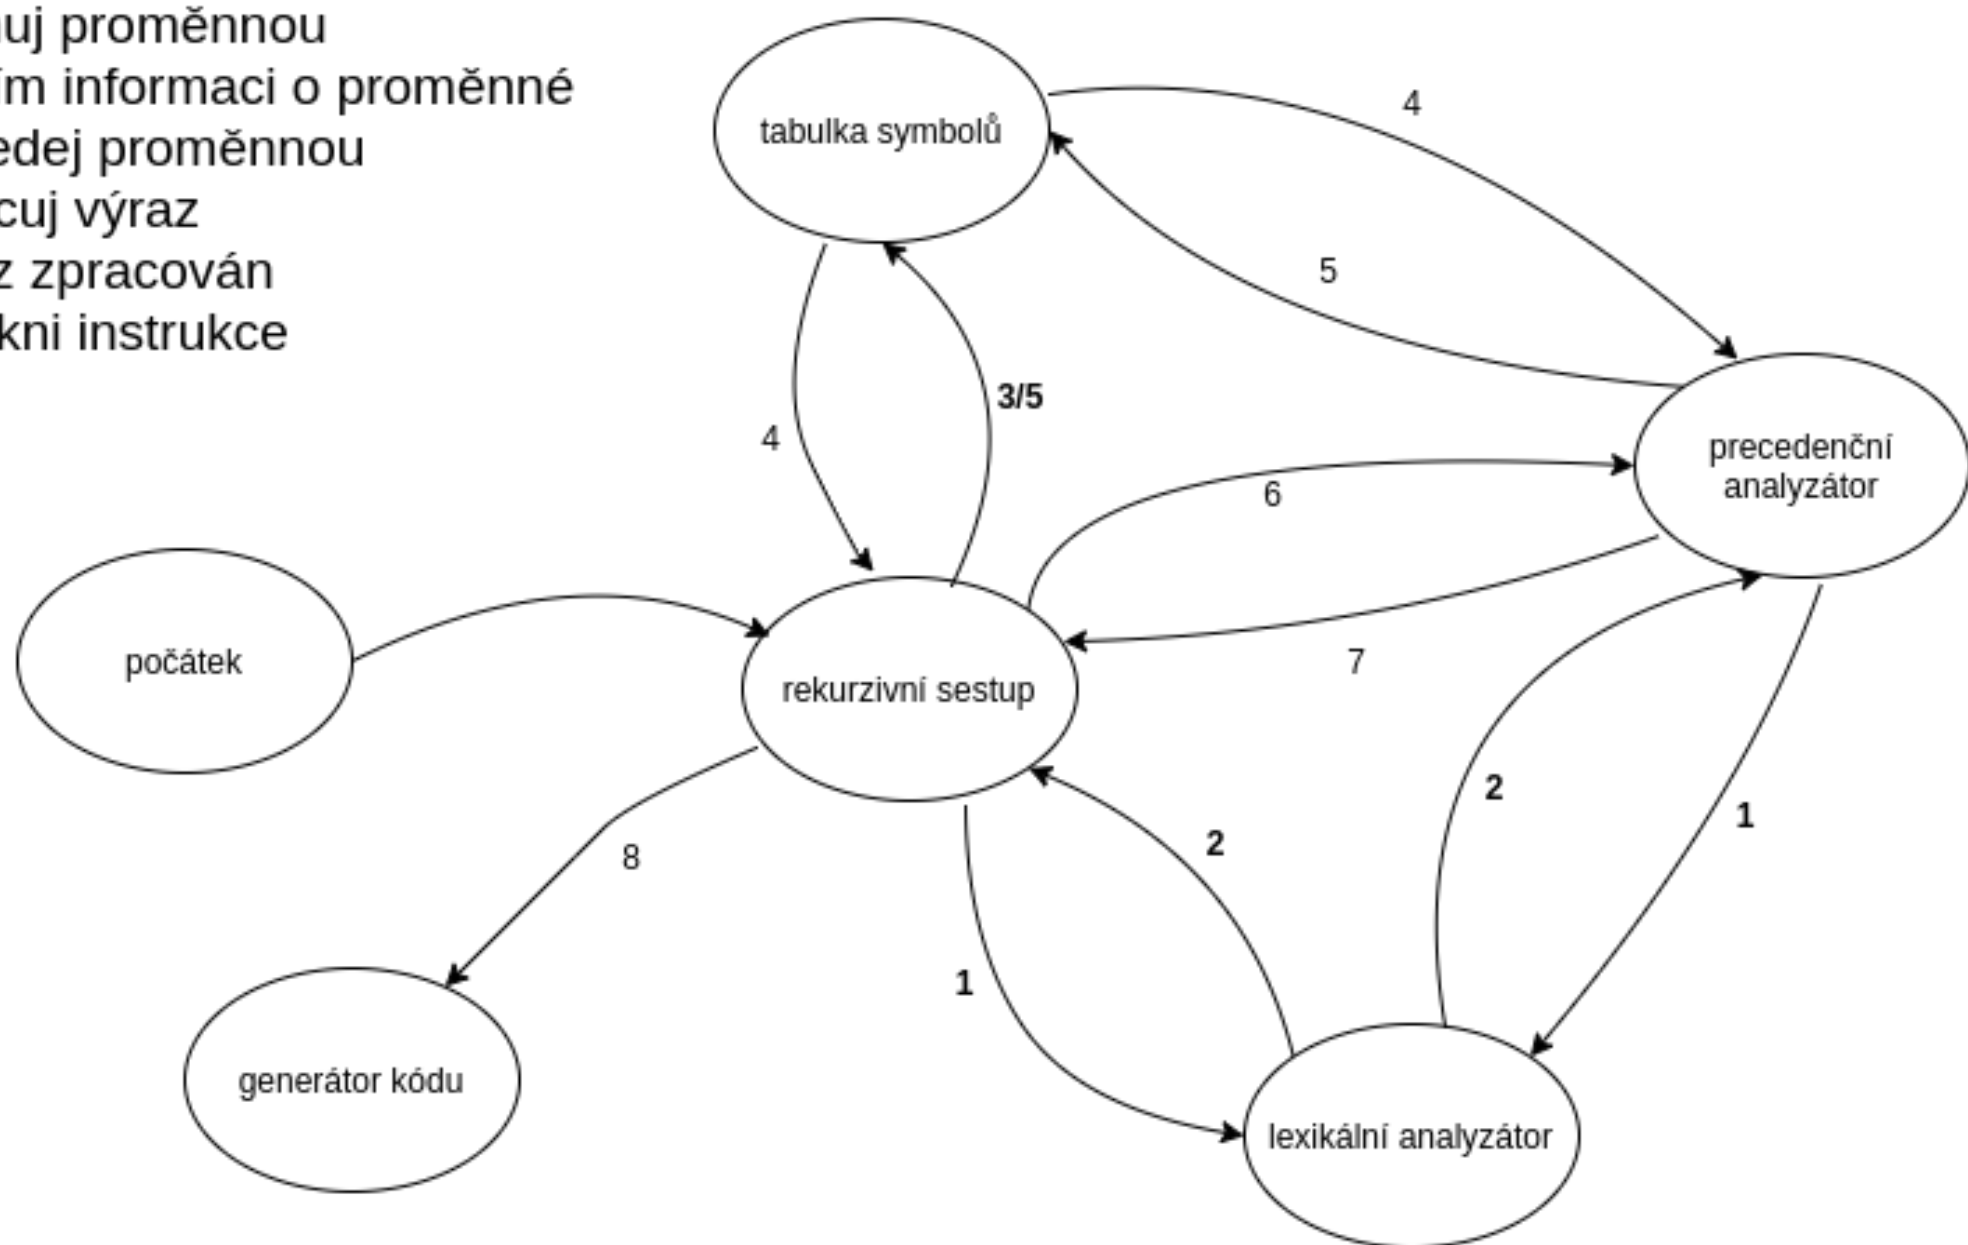 uj proměnnou
ím informaci o proměnné
edej proměnnou
cuj výraz
z zpracován
kni instrukce
tabulka symbolů
4
5
4
3/5
precedenční
analyzátor
6
7
počátek
rekurzivní sestup
2
1
8
2
1
generátor kódu
lexikální analyzátor